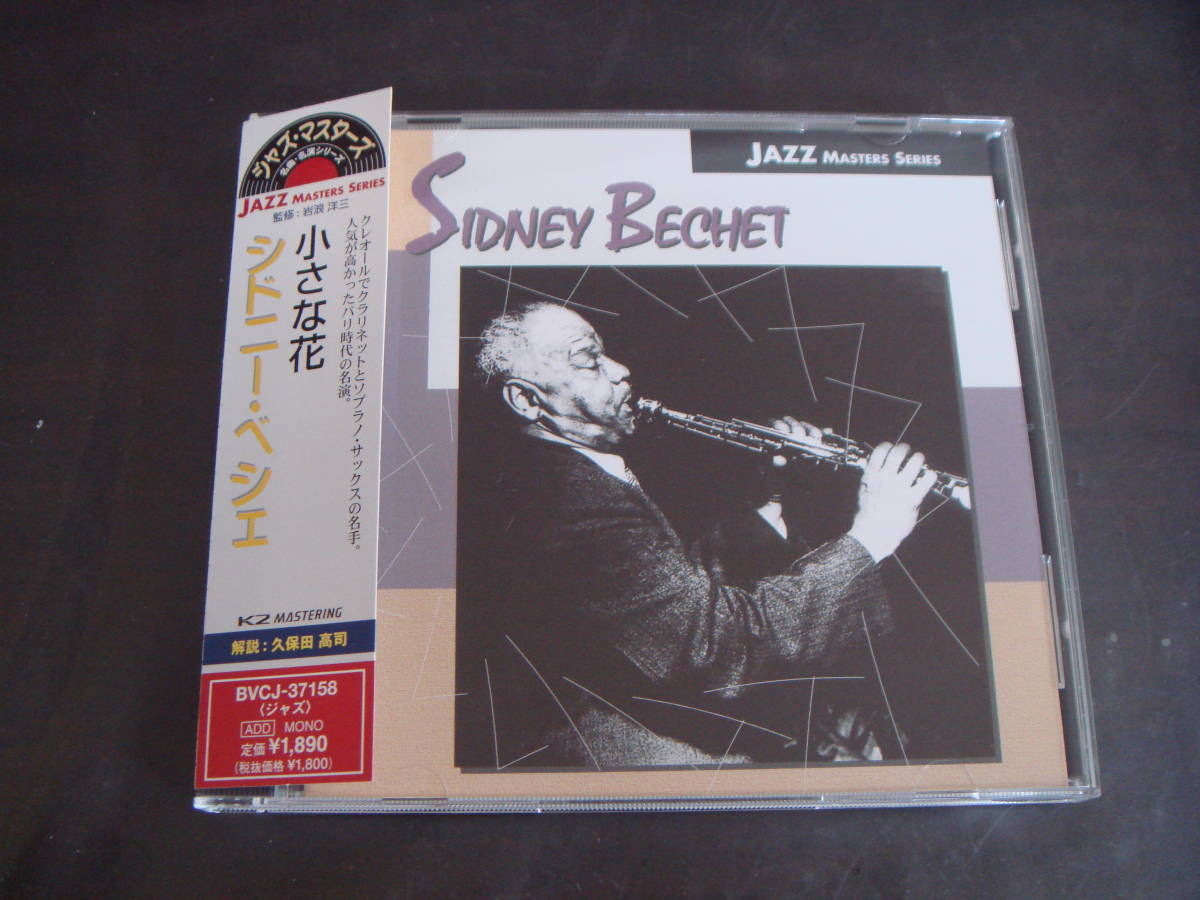 ジャズ・マスターズ
名曲・名演シリーズ
JAZZ MASTERS SERIES
監修：岩浪 洋三
クレオールでクラリネットとソプラノ・サックスの名手。
人気が高かったパリ時代の名演。
小さな花
シドニー・ベシエ
K2 MASTERING
解説：久保田 高司
BVCJ-37158
〈ジャズ〉
ADD MONO
定価 ¥1,890
(税抜価格 ¥1,800)
JAZZ MASTERS SERIES
SIDNEY BECHET